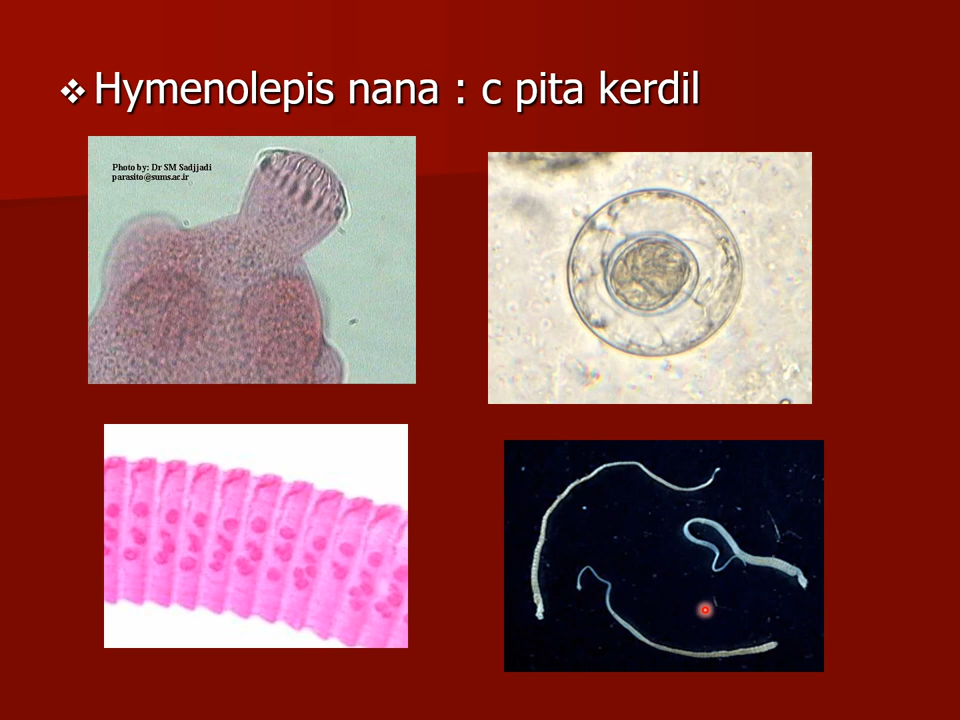 ❖ Hymenolepis nana : c pita kerdil
Photo by: Dr SM Sadjjadi
parasito@sums.ac.ir